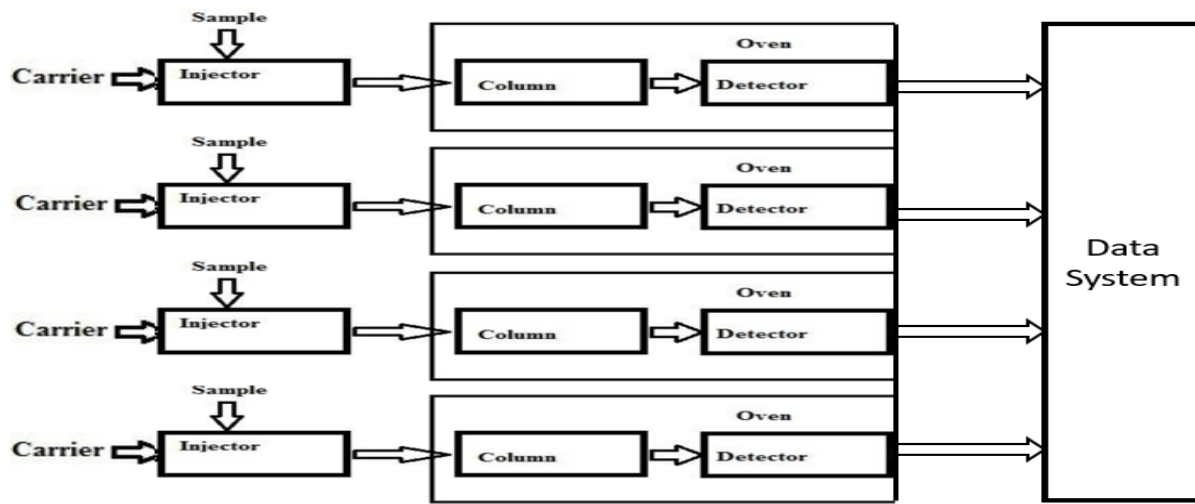 Sample
Oven
Carrier
Injector
Column
Detector
Sample
Oven
Carrier
Injector
Column
Detector
Sample
Oven
Carrier
Injector
Column
Detector
Sample
Oven
Carrier
Injector
Column
Detector
Data
System